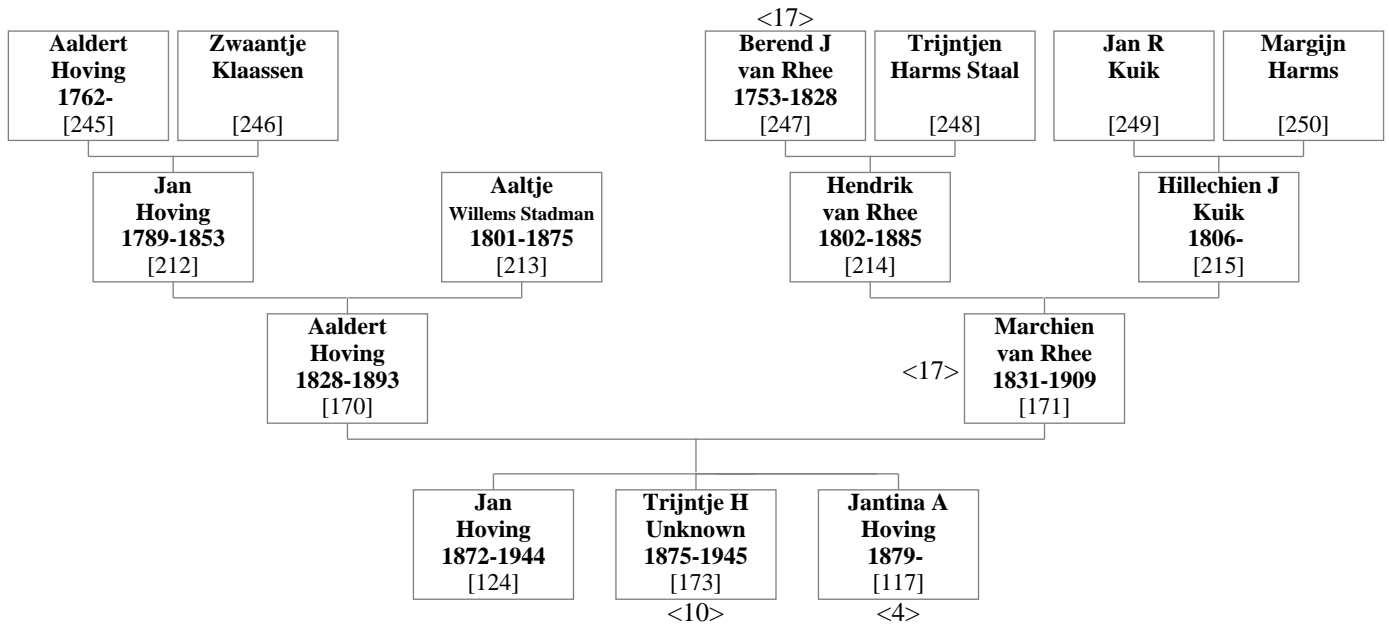 <17>
Aaldert
Hoving
1762-
[245]
Zwaantje
Klaassen
[246]
Berend J
van Rhee
1753-1828
[247]
Trijntjen
Harms Staal
[248]
Jan R
Kuik
[249]
Margijn
Harms
[250]
Jan
Hoving
1789-1853
[212]
Aaltje
Willems Stadman
1801-1875
[213]
Hendrik
van Rhee
1802-1885
[214]
Hillechien J
Kuik
1806-
[215]
Aaldert
Hoving
1828-1893
[170]
<17>
Marchien
van Rhee
1831-1909
[171]
Jan
Hoving
1872-1944
[124]
Trijntje H
Unknown
1875-1945
[173]
<10>
Jantina A
Hoving
1879-
[117]
<4>